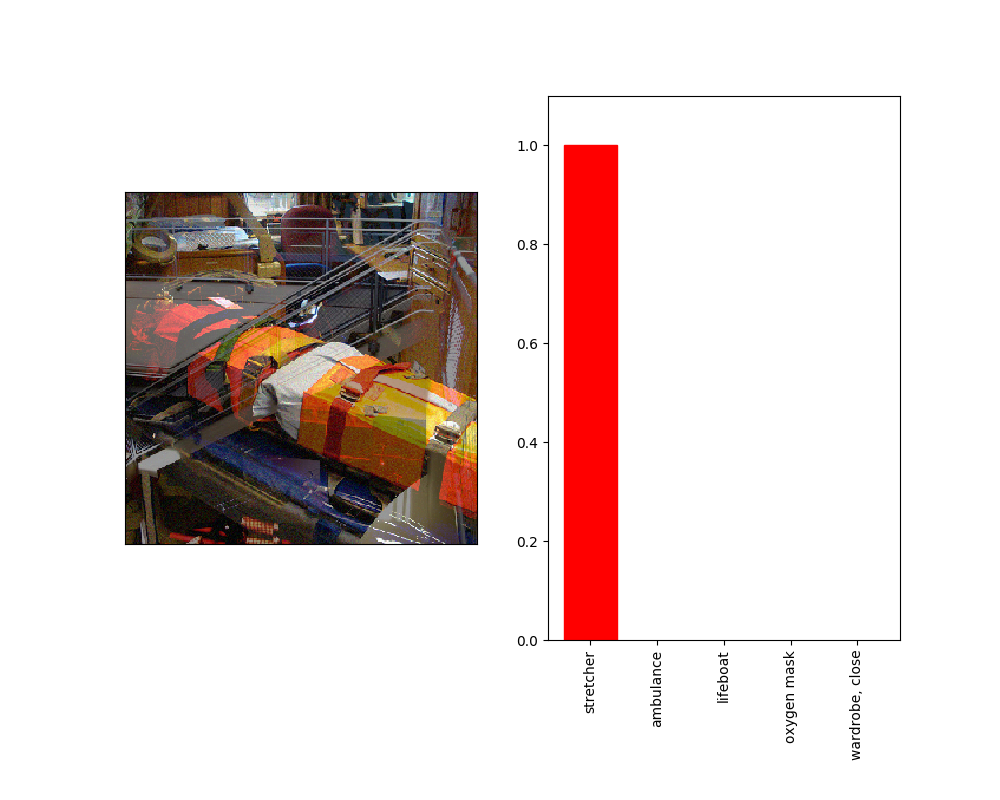 1.0
0.8
0.6
0.4
0.2
0.0
stretcher
ambulance
lifeboat
oxygen mask
wardrobe, close